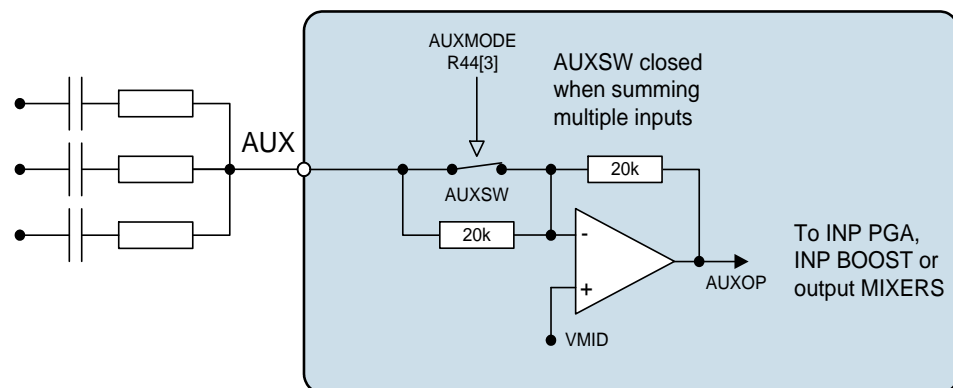 AUXMODE
R44[3]
AUXSW closed
when summing
multiple inputs
AUX
20k
AUXSW
20k
-
+
To INP PGA,
INP BOOST or
output MIXERS
AUXOP
VMID